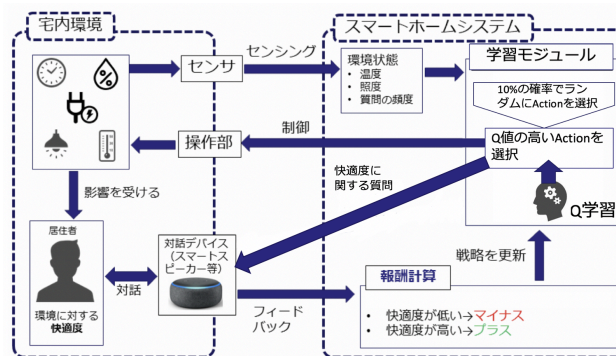 宅内環境
スマートホームシステム
センサ
センシング
環境状態
• 温度
• 照度
• 質問の頻度
学習モジュール
10%の確率でラン
ダムにActionを選択
Q値の高いActionを
選択
Q学習
操作部
制御
快適度に
関する質問
影響を受ける
居住者
環境に対する
快適度
対話
対話デバイス
(スマートス
ピーカー等)
フィード
バック
戦略を更新
報酬計算
• 快適度が低い→マイナス
• 快適度が高い→プラス